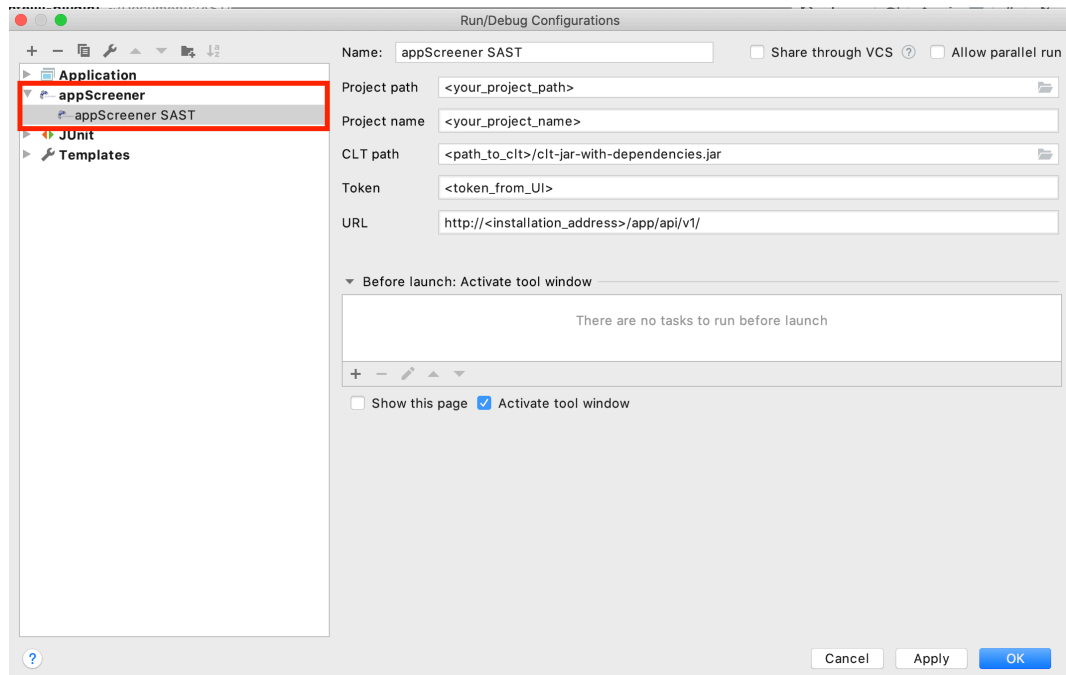 Run/Debug Configurations
Application
appScreener
appScreener SAST
JUnit
Templates
Name: appScreener SAST Share through VCS ? Allow parallel run
Project path <your_project_path>
Project name <your_project_name>
CLT path <path_to_clt>/clt-jar-with-dependencies.jar
Token <token_from_UI>
URL http://<installation_address>/app/api/v1/
Before launch: Activate tool window
There are no tasks to run before launch
Show this page Activate tool window
? Cancel Apply OK